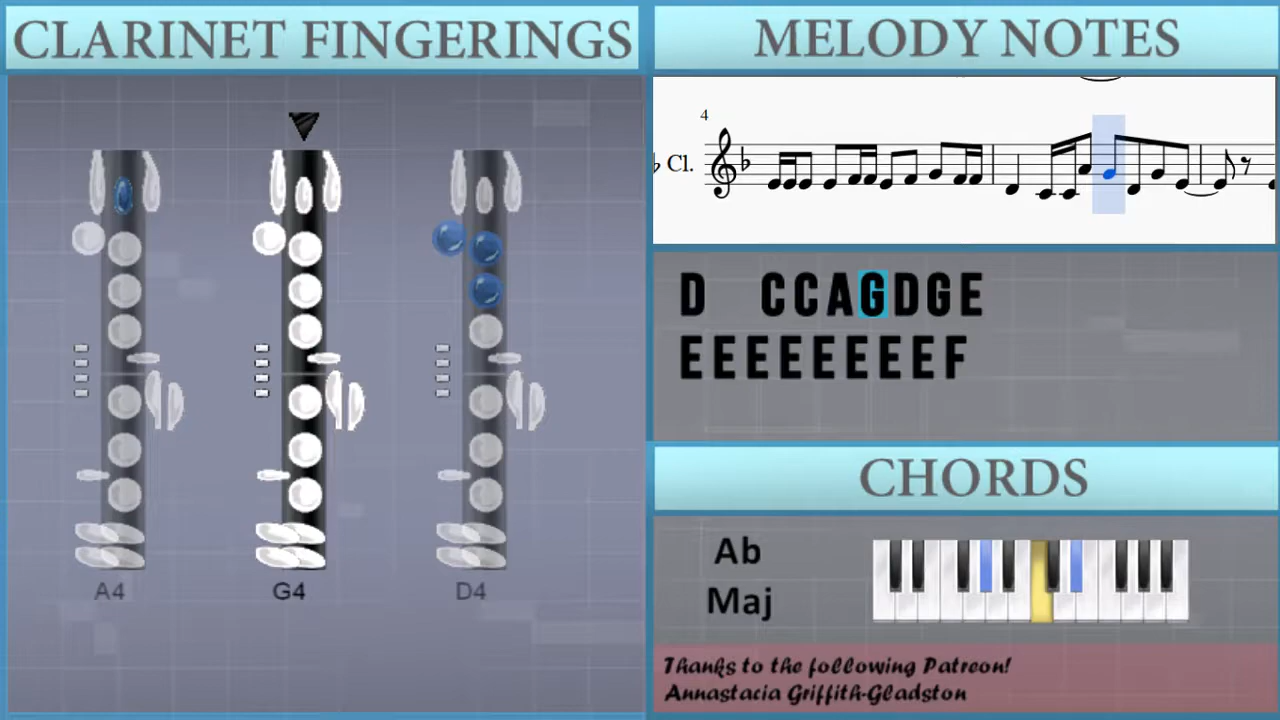 CLARINET FINGERINGS
A4
G4
D4
MELODY NOTES
4
♭ Cl.
D CCAGDGE
EEEEEEEEF
CHORDS
Ab
Maj
Thanks to the following Patreon!
Annastacia Griffith-Gladston